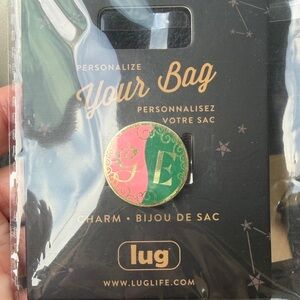 PERSONALIZE
Your Bag
PERSONNALISEZ
VOTRE SAC
G E
CHARM • BIJOU DE SAC
lug
WWW.LUGLIFE.COM